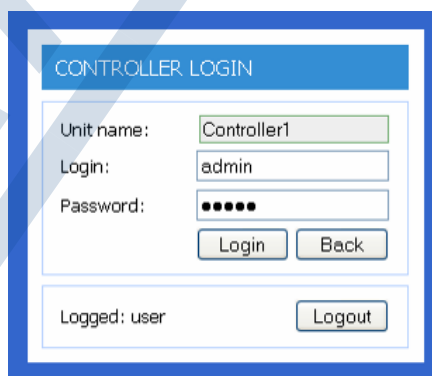 CONTROLLER LOGIN
Unit name: Controller1
Login: admin
Password: ●●●●●
Login Back
Logged: user Logout